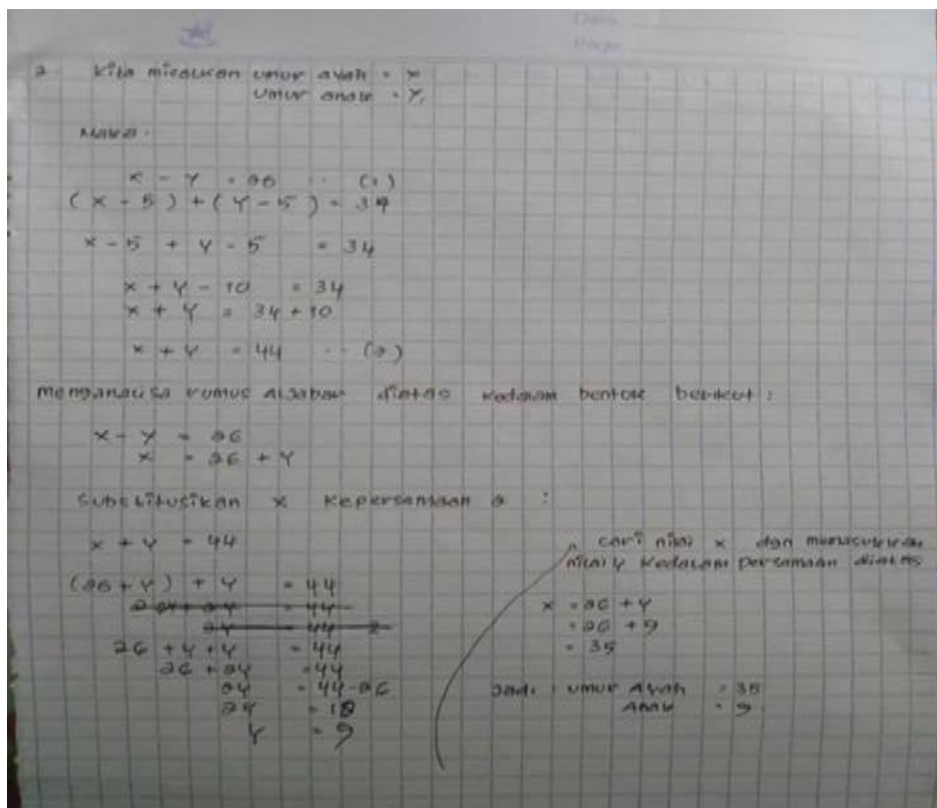 2. Kita misalkan umur ayah = x
umur anak = y,
Maka:
x - y = 26 ... (1)
(x - 5) + (y - 5) = 34
x - 5 + y - 5 = 34
x + y - 10 = 34
x + y = 34 + 10
x + y = 44 ... (2)
menganalisa rumus Aljabar diatas kedalam bentuk berikut :
x - y = 26
x = 26 + y
Substitusikan x kepersamaan 2 :
x + y = 44
(26 + y) + y = 44
26 + y + y = 44
26 + 2y = 44
2y = 44 - 26
2y = 18
y = 9
cari nilai x dan masukkan
nilai y kedalam persamaan diatas
x = 26 + y
= 26 + 9
= 35
Jadi : umur Ayah = 35
Anak = 9